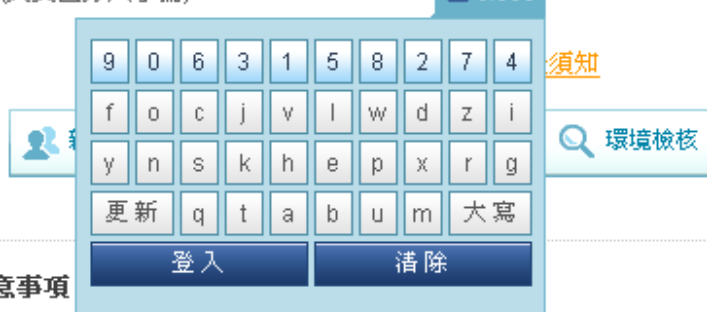 9 0 6 3 1 5 8 2 7 4
須知
f o c j v l w d z i
環境檢核
y n s k h e p x r g
更新 q t a b u m 大寫
登入 清除
意事項